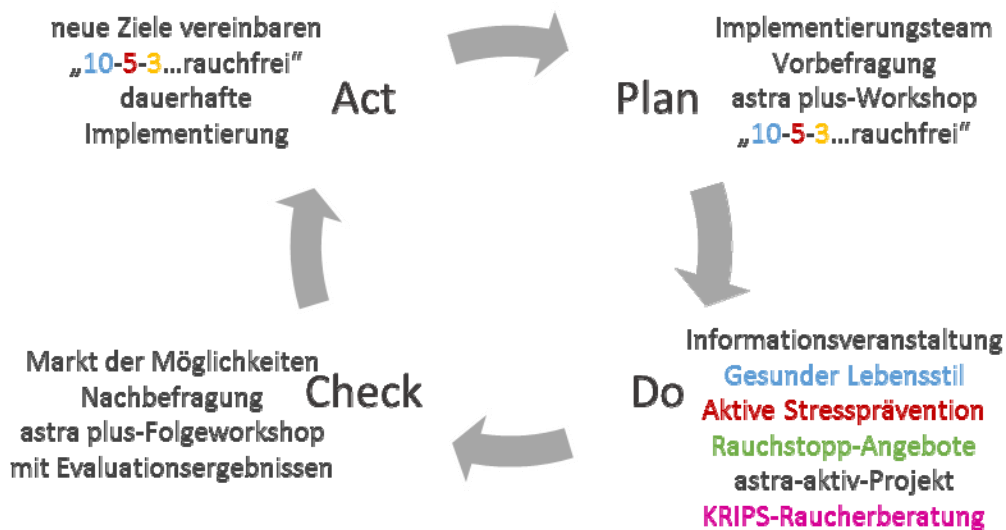 neue Ziele vereinbaren
„10-5-3...rauchfrei“
dauerhafte
Implementierung
Act
Plan
Implementierungsteam
Vorbefragung
astra plus-Workshop
„10-5-3...rauchfrei“
Do
Informationsveranstaltung
Gesunder Lebensstil
Aktive Stressprävention
Rauchstopp-Angebote
astra-aktiv-Projekt
KRIPS-Raucherberatung
Check
Markt der Möglichkeiten
Nachbefragung
astra plus-Folgeworkshop
mit Evaluationsergebnissen